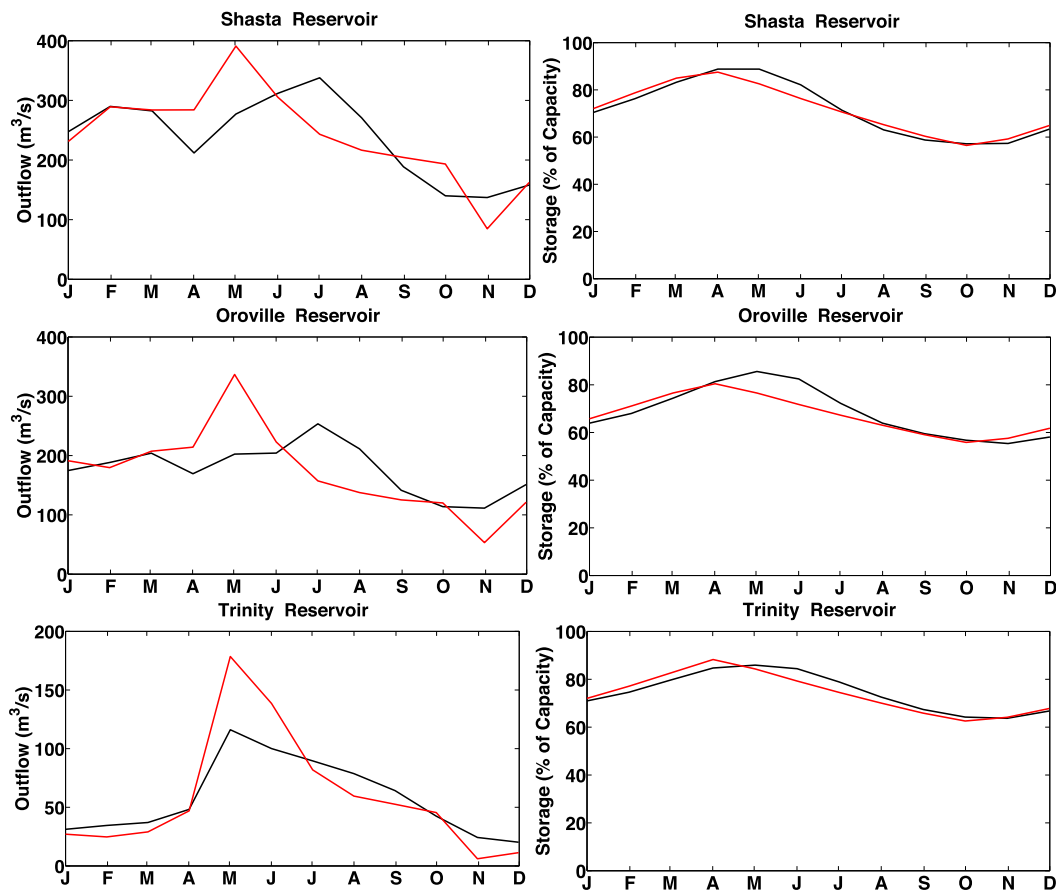 Shasta Reservoir
400
300
200
100
0
Outflow (m³/s)
J F M A M J J A S O N D
Shasta Reservoir
100
80
60
40
20
0
Storage (% of Capacity)
J F M A M J J A S O N D
Oroville Reservoir
400
300
200
100
0
Outflow (m³/s)
J F M A M J J A S O N D
Oroville Reservoir
100
80
60
40
20
0
Storage (% of Capacity)
J F M A M J J A S O N D
Trinity Reservoir
200
150
100
50
0
Outflow (m³/s)
J F M A M J J A S O N D
Trinity Reservoir
100
80
60
40
20
0
Storage (% of Capacity)
J F M A M J J A S O N D